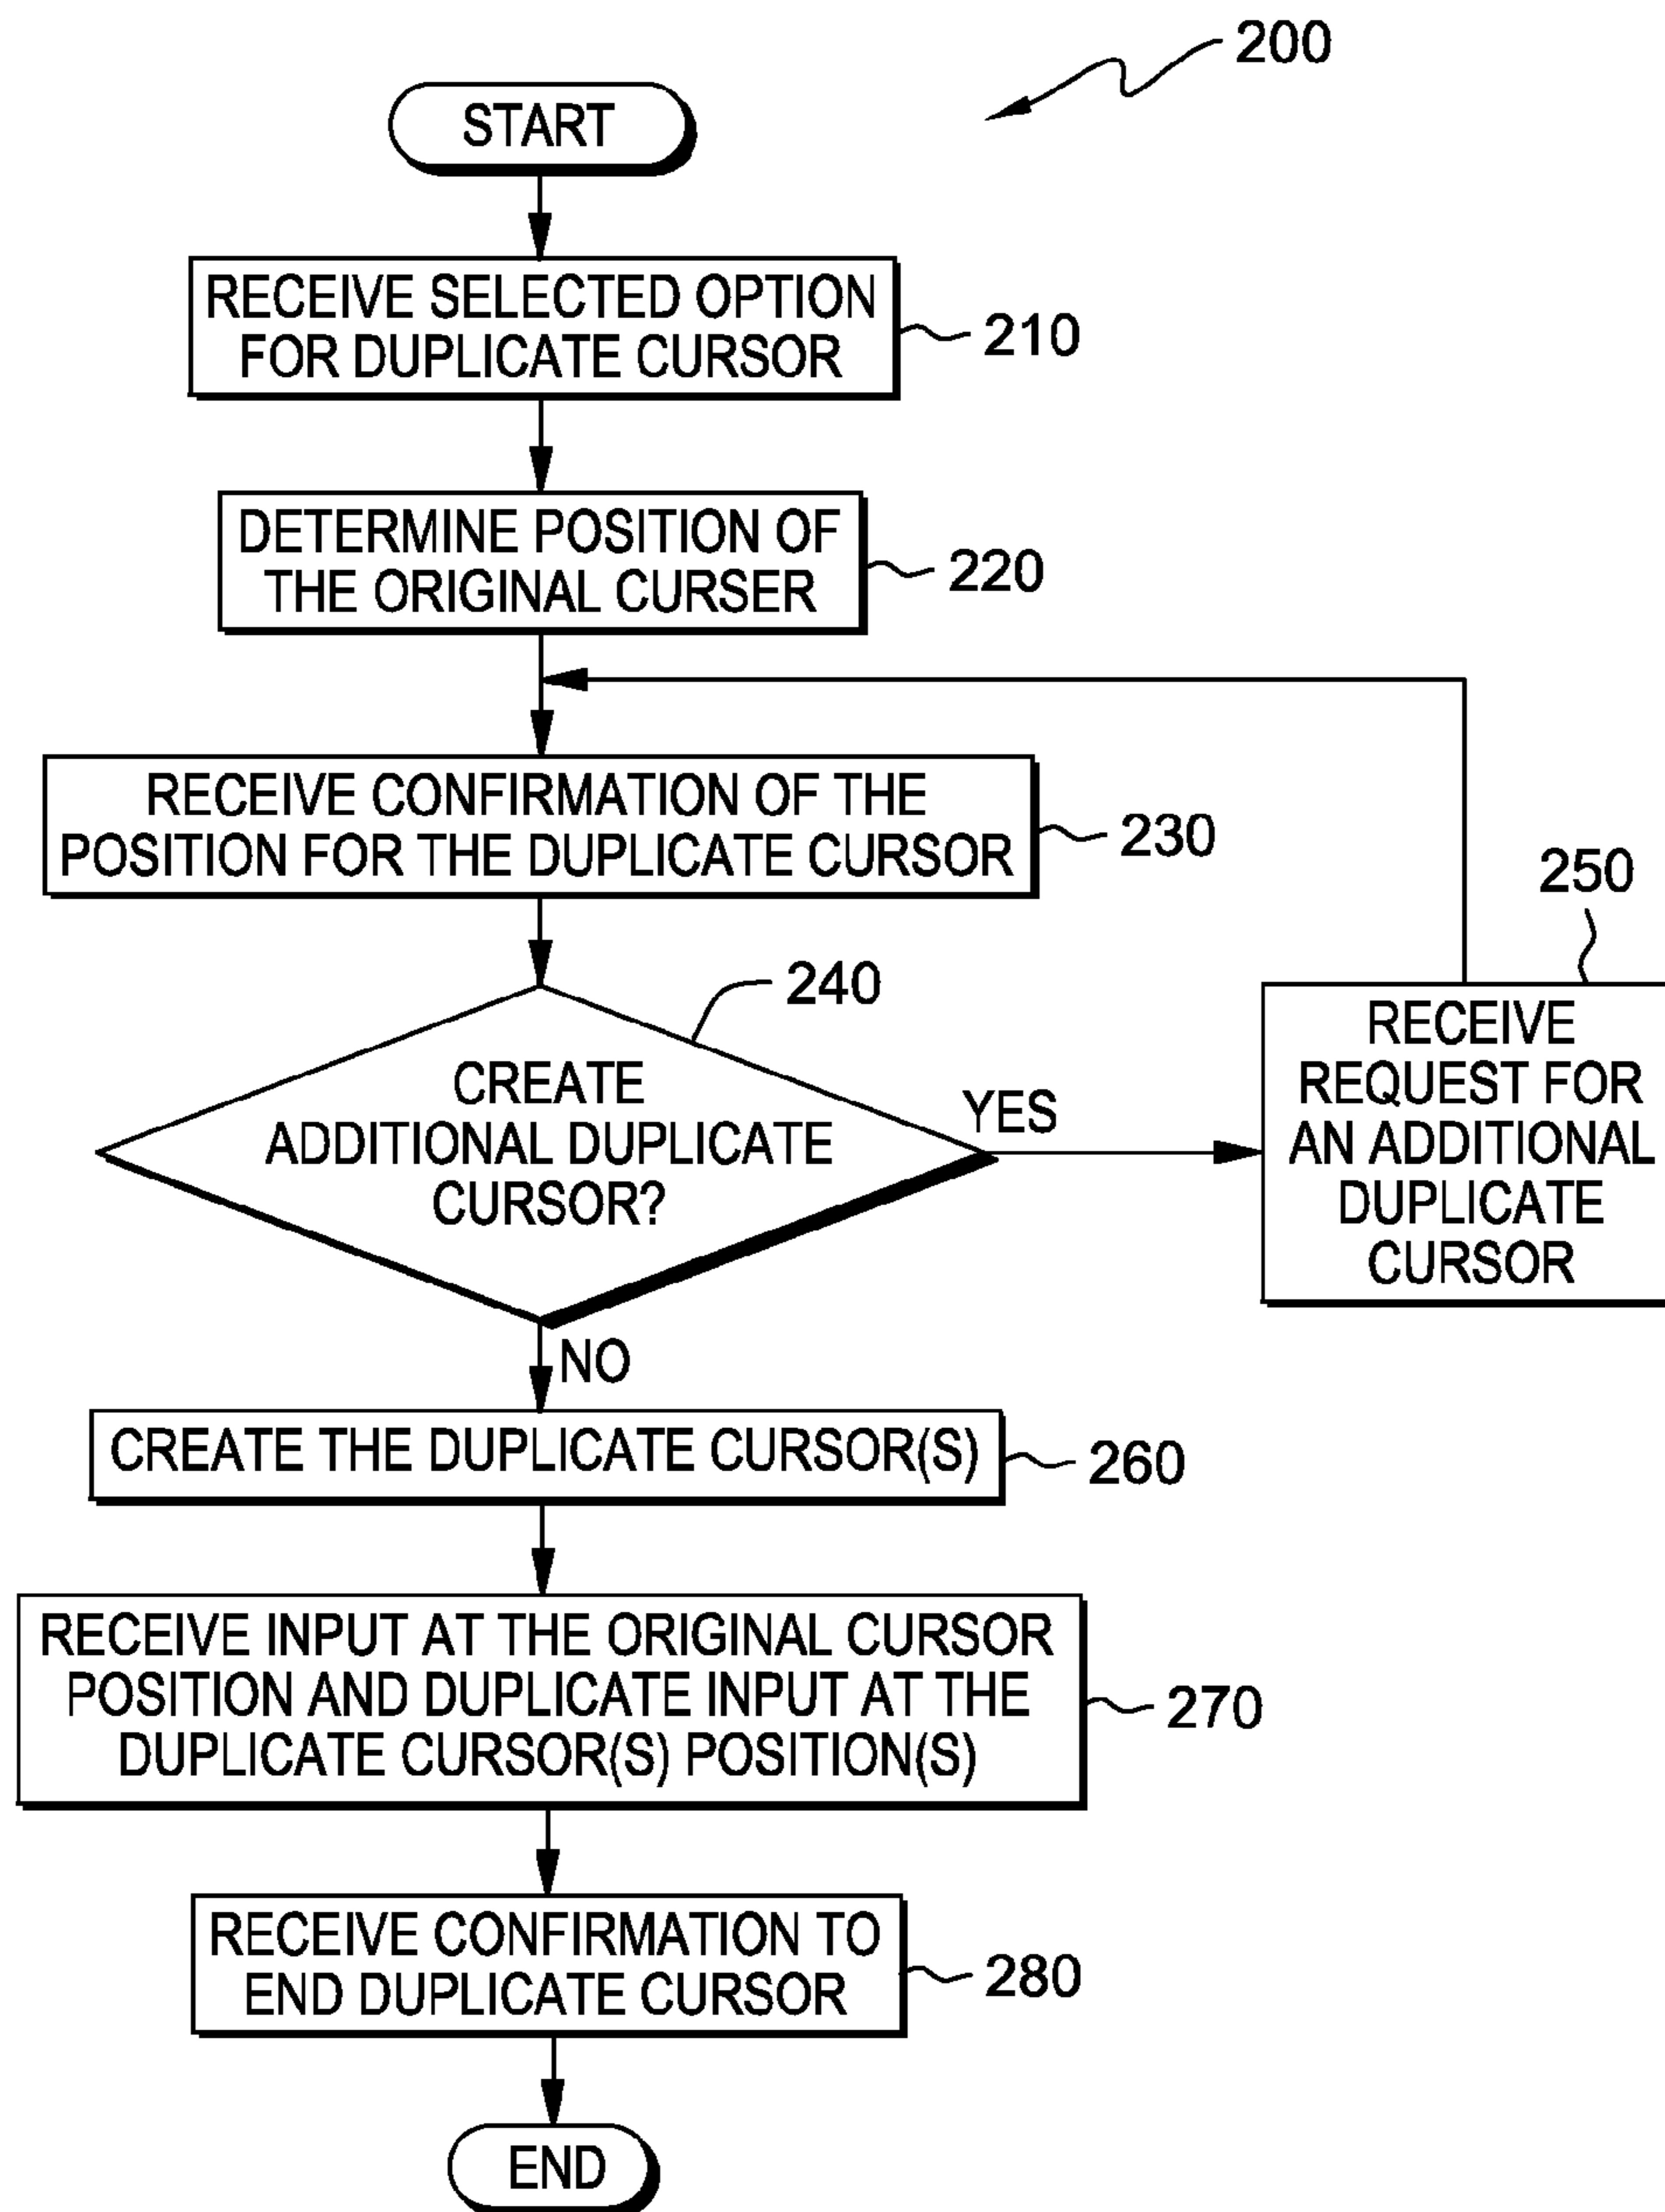 200
START
RECEIVE SELECTED OPTION
FOR DUPLICATE CURSOR
210
DETERMINE POSITION OF
THE ORIGINAL CURSER
220
RECEIVE CONFIRMATION OF THE
POSITION FOR THE DUPLICATE CURSOR
230
240
CREATE
ADDITIONAL DUPLICATE
CURSOR?
YES
250
RECEIVE
REQUEST FOR
AN ADDITIONAL
DUPLICATE
CURSOR
NO
CREATE THE DUPLICATE CURSOR(S)
260
RECEIVE INPUT AT THE ORIGINAL CURSOR
POSITION AND DUPLICATE INPUT AT THE
DUPLICATE CURSOR(S) POSITION(S)
270
RECEIVE CONFIRMATION TO
END DUPLICATE CURSOR
280
END